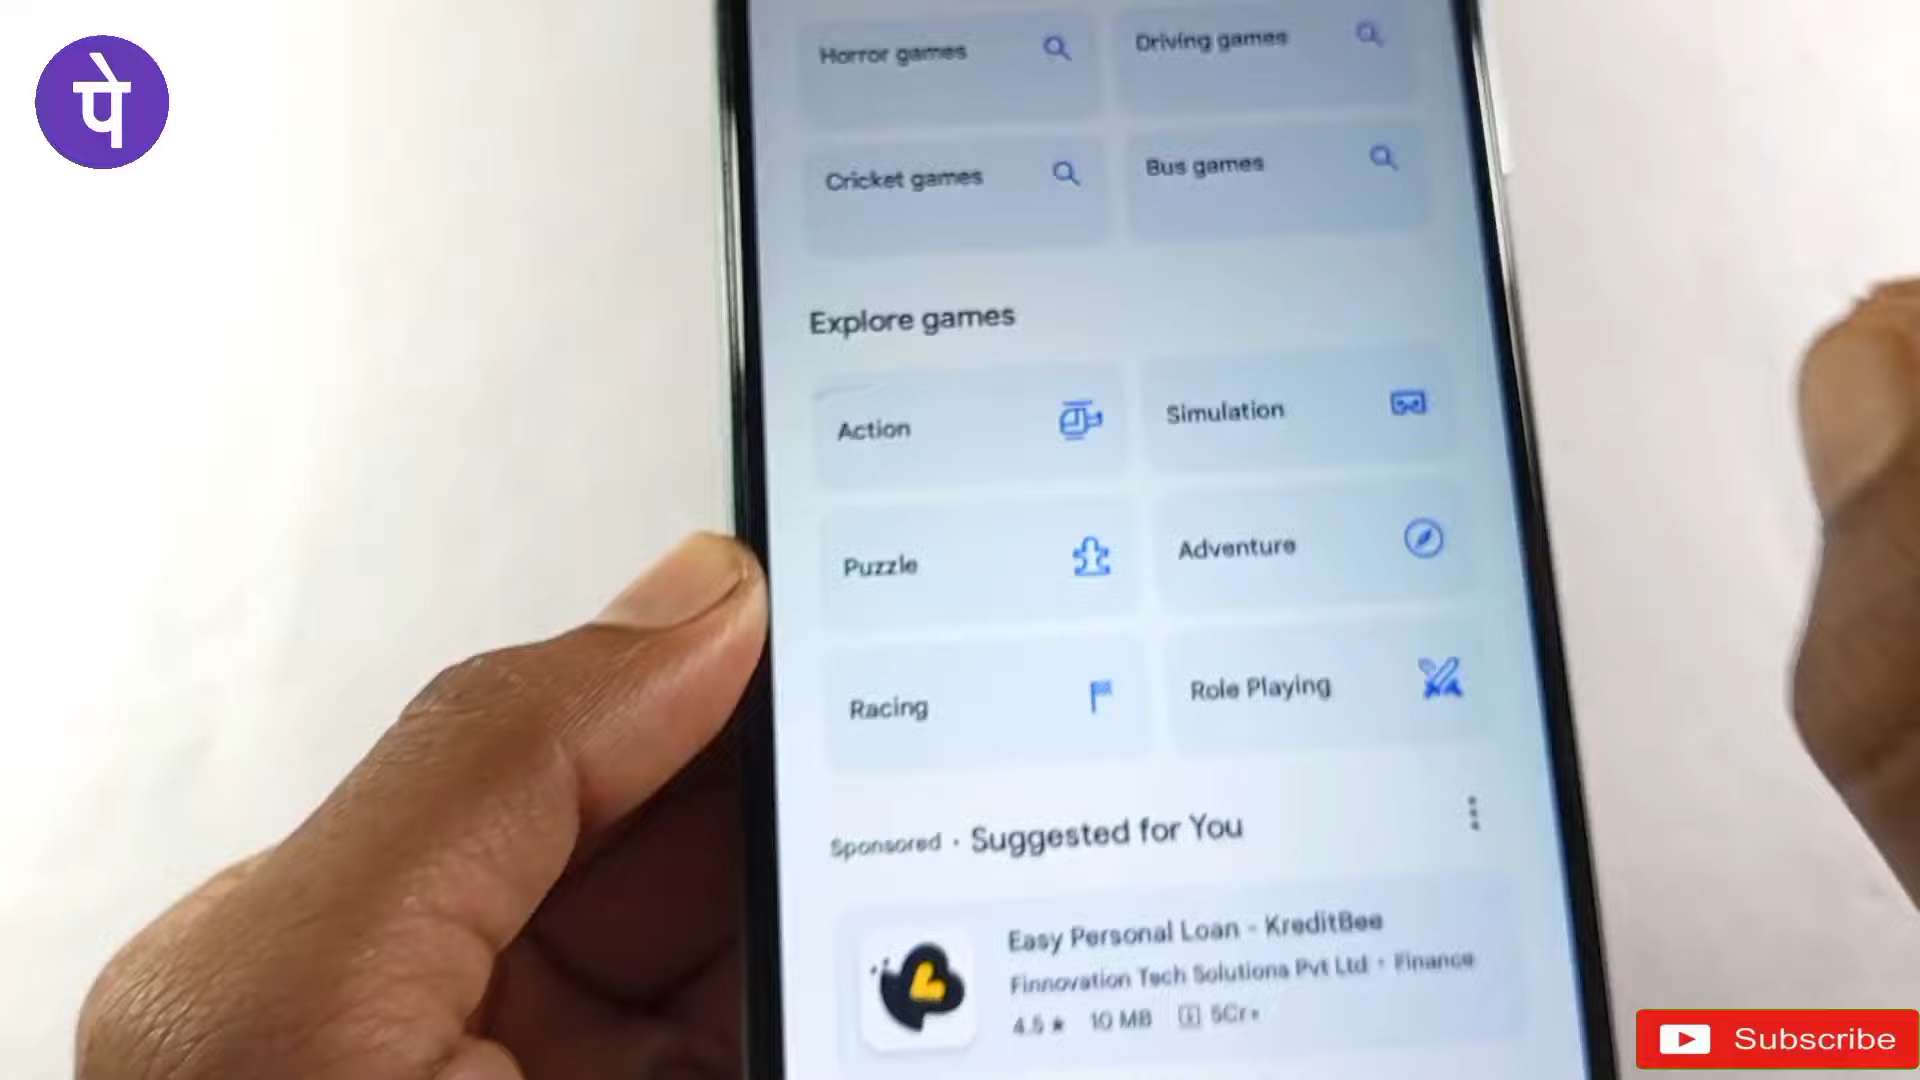 पे
Horror games
Driving games
Cricket games
Bus games
Explore games
Action
Simulation
Puzzle
Adventure
Racing
Role Playing
Sponsored · Suggested for You
Easy Personal Loan - KreditBee
Finnovation Tech Solutions Pvt Ltd · Finance
4.5 ★ 10 MB 5Cr+
Subscribe